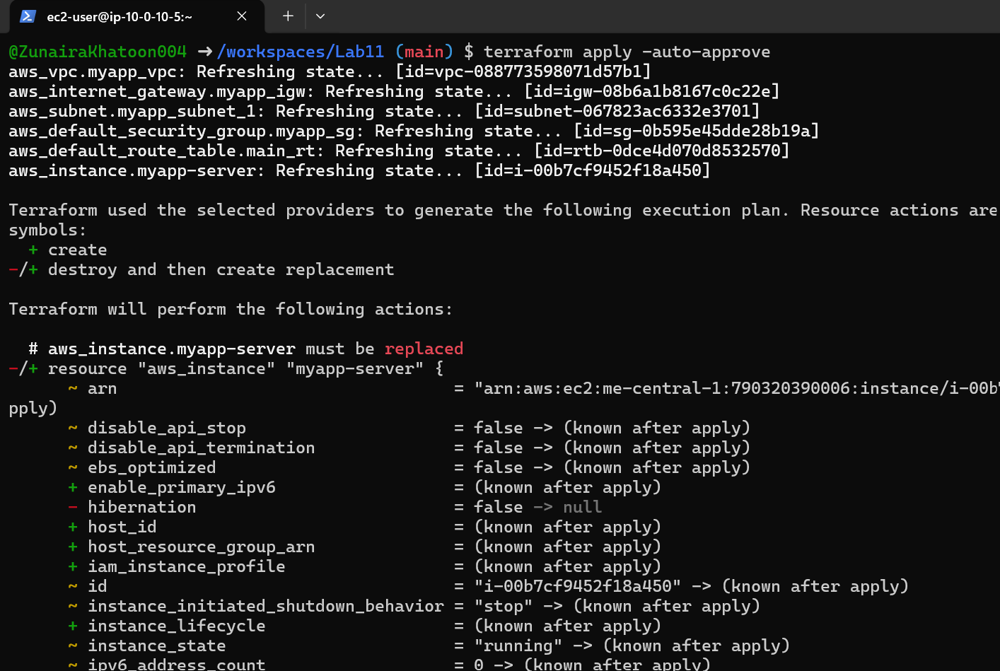 ec2-user@ip-10-0-10-5:~
@ZunairaKhatoon004 ➜ /workspaces/Lab11 (main) $ terraform apply -auto-approve
aws_vpc.myapp_vpc: Refreshing state... [id=vpc-088773598071d57b1]
aws_internet_gateway.myapp_igw: Refreshing state... [id=igw-08b6a1b8167c0c22e]
aws_subnet.myapp_subnet_1: Refreshing state... [id=subnet-067823ac6332e3701]
aws_default_security_group.myapp_sg: Refreshing state... [id=sg-0b595e45dde28b19a]
aws_default_route_table.main_rt: Refreshing state... [id=rtb-0dce4d070d8532570]
aws_instance.myapp-server: Refreshing state... [id=i-00b7cf9452f18a450]
Terraform used the selected providers to generate the following execution plan. Resource actions are
symbols:
  + create
-/+ destroy and then create replacement
Terraform will perform the following actions:
  # aws_instance.myapp-server must be replaced
-/+ resource "aws_instance" "myapp-server" {
      ~ arn                                  = "arn:aws:ec2:me-central-1:790320390006:instance/i-00b7
pply)
      ~ disable_api_stop                     = false -> (known after apply)
      ~ disable_api_termination              = false -> (known after apply)
      ~ ebs_optimized                        = false -> (known after apply)
      + enable_primary_ipv6                  = (known after apply)
      - hibernation                          = false -> null
      + host_id                              = (known after apply)
      + host_resource_group_arn              = (known after apply)
      + iam_instance_profile                 = (known after apply)
      ~ id                                   = "i-00b7cf9452f18a450" -> (known after apply)
      ~ instance_initiated_shutdown_behavior = "stop" -> (known after apply)
      + instance_lifecycle                   = (known after apply)
      ~ instance_state                       = "running" -> (known after apply)
      ~ ipv6_address_count                   = 0 -> (known after apply)